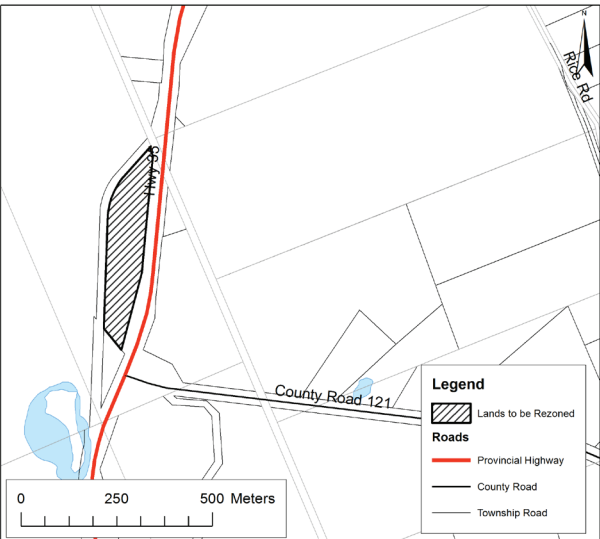 N
Rice Rd
Hwy 35
County Road 121
Legend
Lands to be Rezoned
Roads
Provincial Highway
County Road
Township Road
0 250 500 Meters